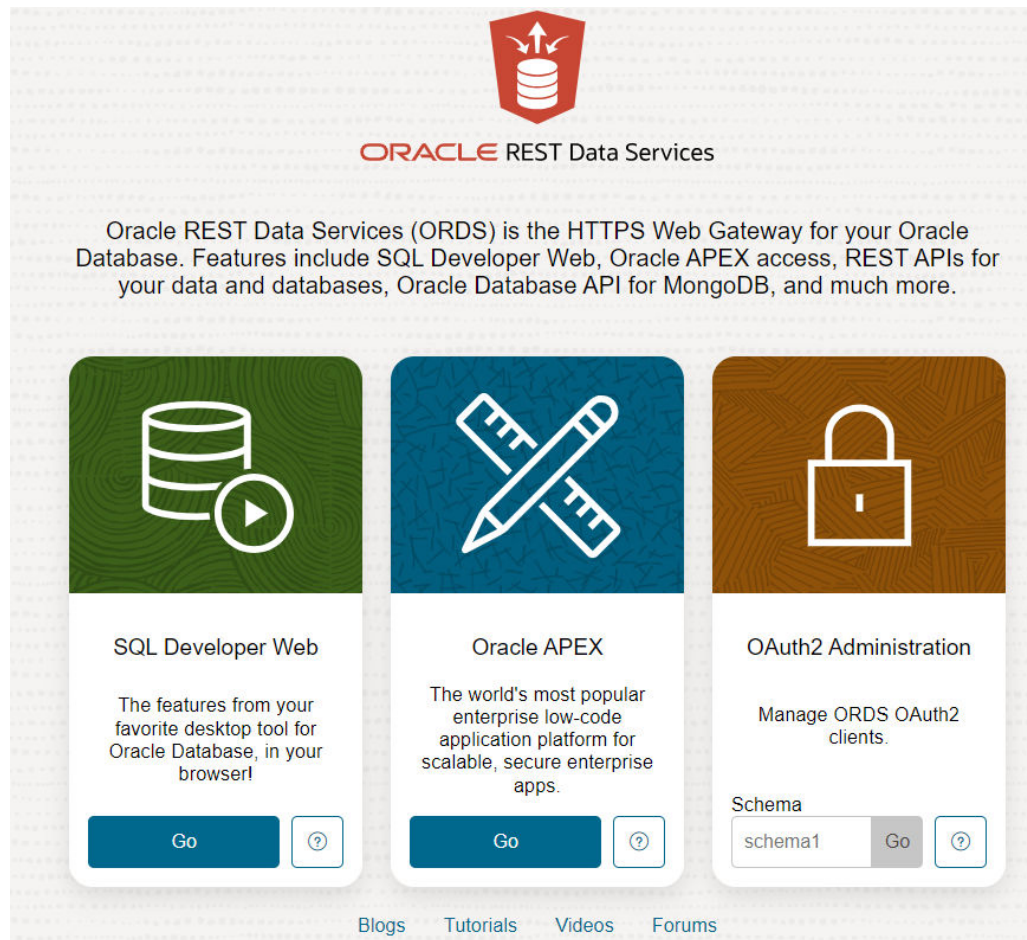 ORACLE REST Data Services
Oracle REST Data Services (ORDS) is the HTTPS Web Gateway for your Oracle
Database. Features include SQL Developer Web, Oracle APEX access, REST APIs for
your data and databases, Oracle Database API for MongoDB, and much more.
SQL Developer Web
The features from your
favorite desktop tool for
Oracle Database, in your
browser!
Go
?
Oracle APEX
The world's most popular
enterprise low-code
application platform for
scalable, secure enterprise
apps.
Go
?
OAuth2 Administration
Manage ORDS OAuth2
clients.
Schema
schema1 Go
?
Blogs Tutorials Videos Forums